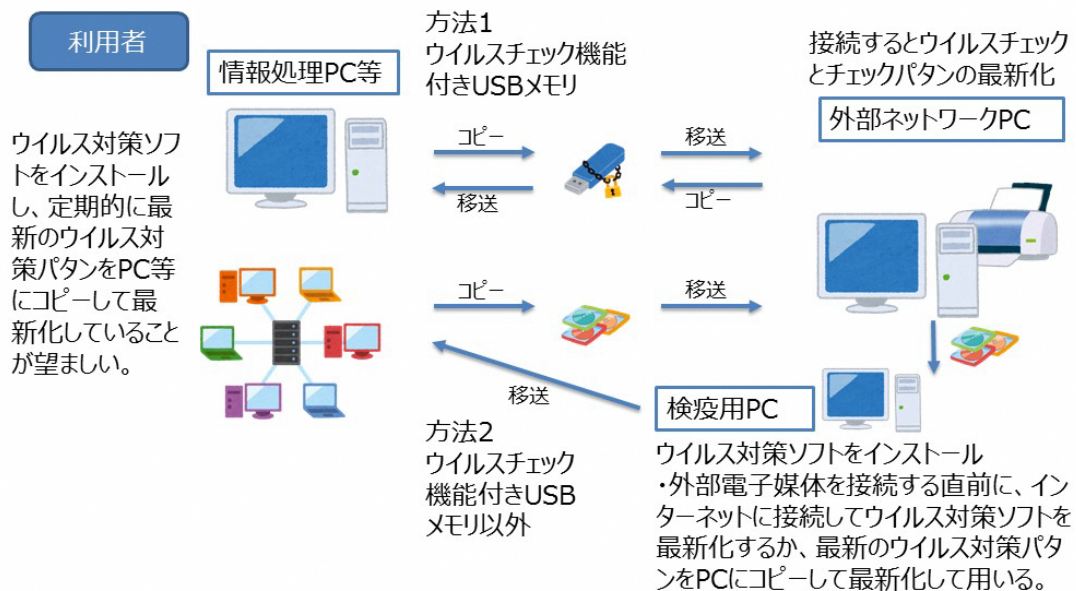 利用者
情報処理PC等
ウイルス対策ソフ
トをインストール
し、定期的に最
新のウイルス対
策パタンをPC等
にコピーして最
新化していること
が望ましい。
方法1
ウイルスチェック機能
付きUSBメモリ
コピー
移送
移送
コピー
接続するとウイルスチェック
とチェックパタンの最新化
外部ネットワークPC
コピー
移送
移送
方法2
ウイルスチェック
機能付きUSB
メモリ以外
検疫用PC
ウイルス対策ソフトをインストール
・外部電子媒体を接続する直前に、イン
ターネットに接続してウイルス対策ソフトを
最新化するか、最新のウイルス対策パタ
ンをPCにコピーして最新化して用いる。